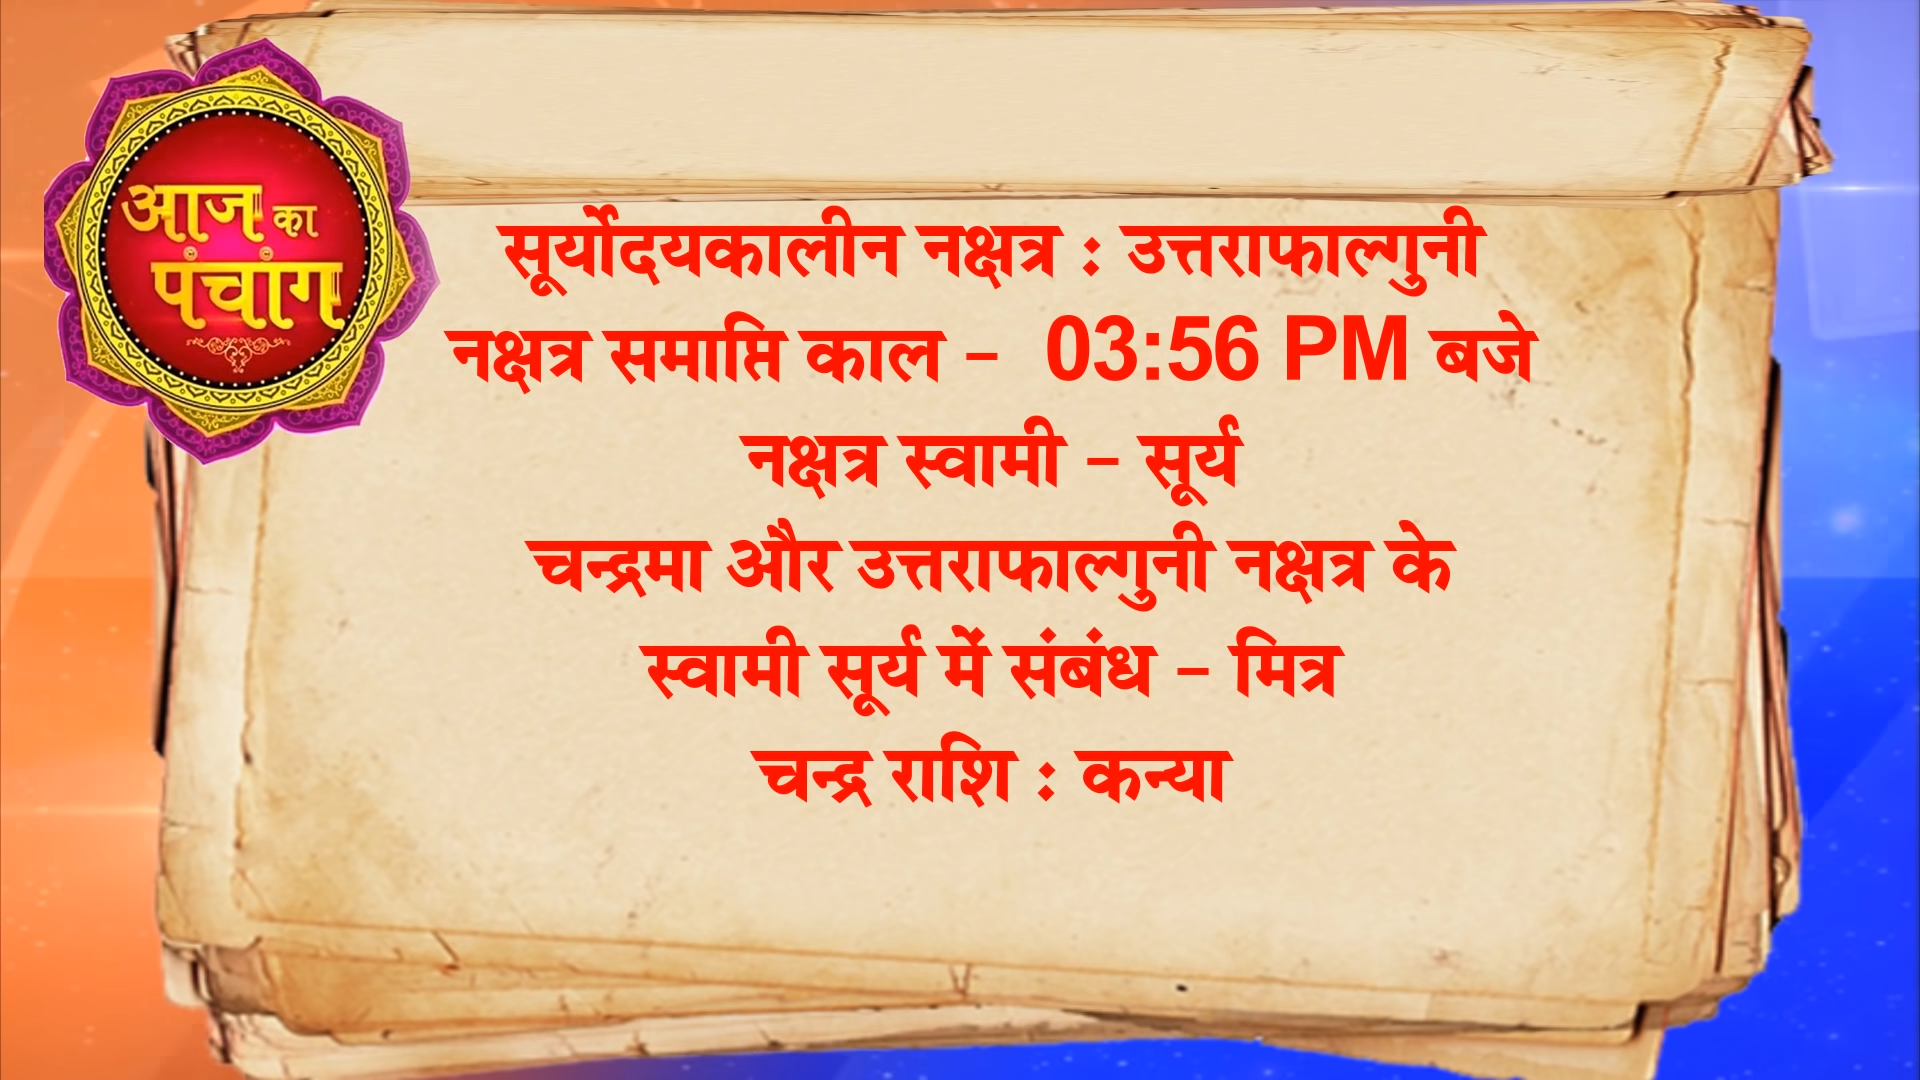 आज का
पंचांग
सूर्योदयकालीन नक्षत्र : उत्तराफाल्गुनी
नक्षत्र समाप्ति काल - 03:56 PM बजे
नक्षत्र स्वामी - सूर्य
चन्द्रमा और उत्तराफाल्गुनी नक्षत्र के
स्वामी सूर्य में संबंध - मित्र
चन्द्र राशि : कन्या